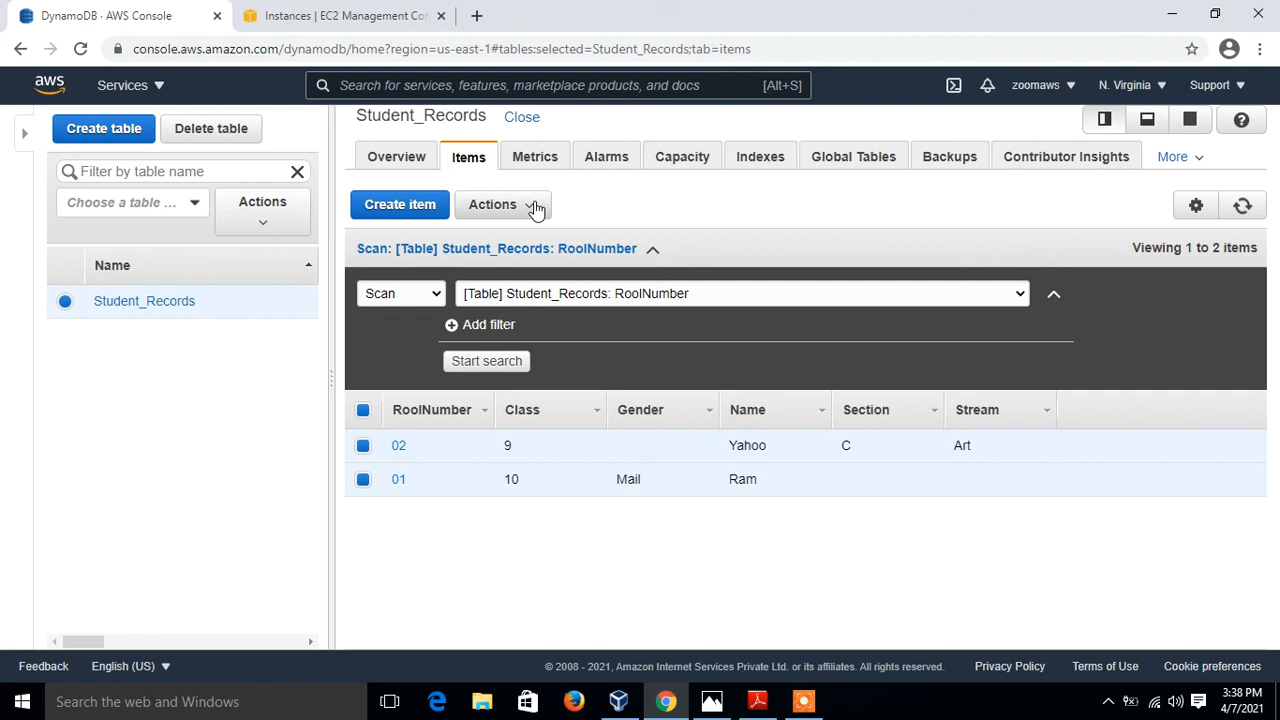 DynamoDB · AWS Console
Instances | EC2 Management Con
console.aws.amazon.com/dynamodb/home?region=us-east-1#tables:selected=Student_Records;tab=items
aws
Services
Search for services, features, marketplace products, and docs
[Alt+S]
zoomaws
N. Virginia
Support
Create table
Delete table
Filter by table name
Choose a table ...
Actions
Name
Student_Records
Student_Records
Close
Overview
Items
Metrics
Alarms
Capacity
Indexes
Global Tables
Backups
Contributor Insights
More
Create item
Actions
Scan: [Table] Student_Records: RoolNumber
Viewing 1 to 2 items
Scan
[Table] Student_Records: RoolNumber
Add filter
Start search
RoolNumber Class Gender Name Section Stream
02 9 Yahoo C Art
01 10 Mail Ram
Feedback
English (US)
© 2008 - 2021, Amazon Internet Services Private Ltd. or its affiliates. All rights reserved.
Privacy Policy
Terms of Use
Cookie preferences
Search the web and Windows
3:38 PM
4/7/2021